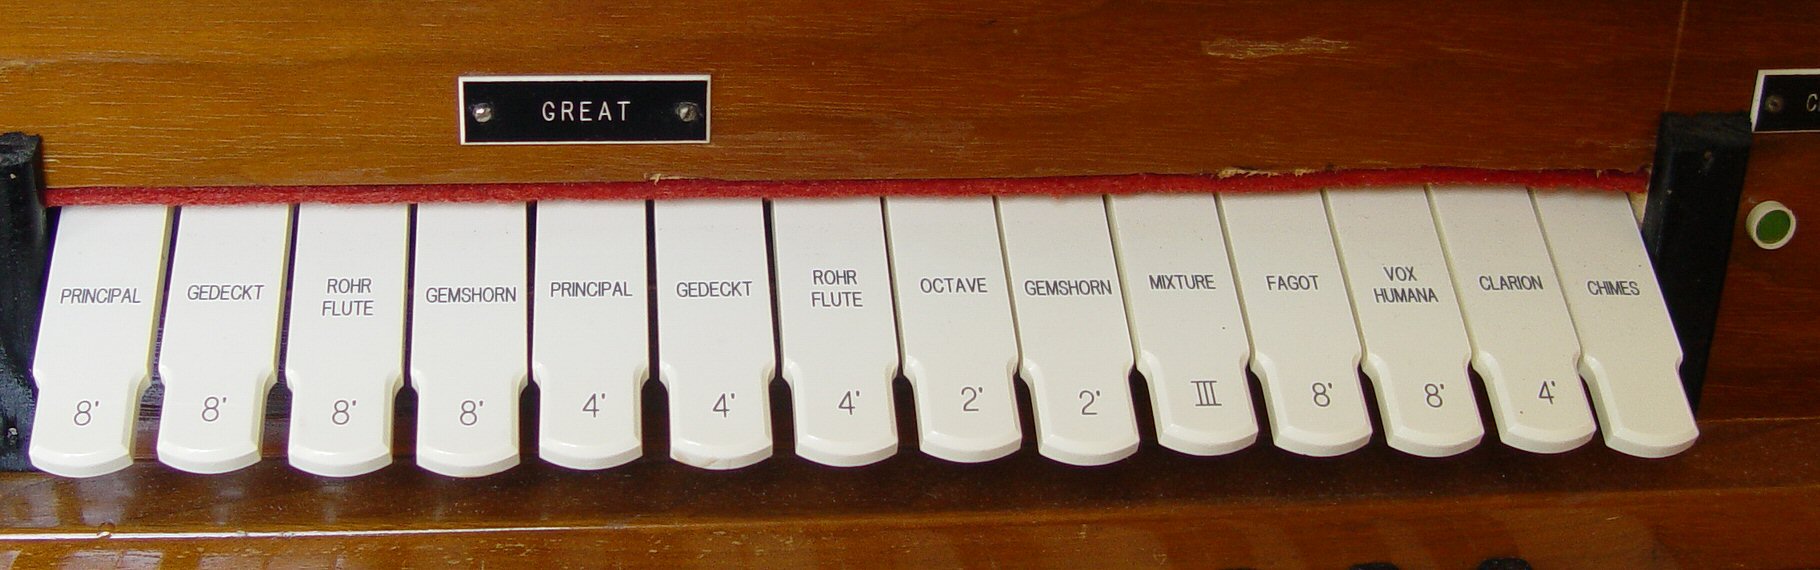 GREAT
C
PRINCIPAL
8'
GEDECKT
8'
ROHR
FLUTE
8'
GEMSHORN
8'
PRINCIPAL
4'
GEDECKT
4'
ROHR
FLUTE
4'
OCTAVE
2'
GEMSHORN
2'
MIXTURE
III
FAGOT
8'
VOX
HUMANA
8'
CLARION
4'
CHIMES